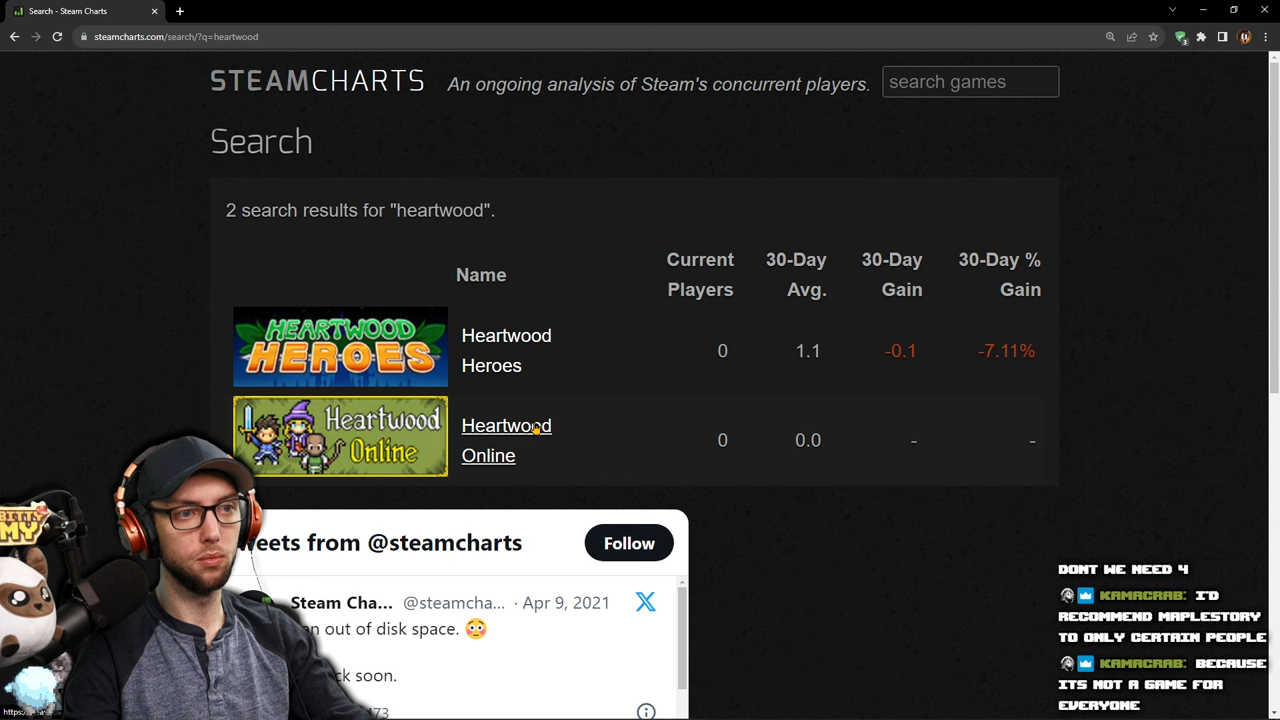 Search - Steam Charts
steamcharts.com/search/?q=heartwood
STEAMCHARTS An ongoing analysis of Steam's concurrent players. search games
Search
2 search results for "heartwood".
Name Current Players 30-Day Avg. 30-Day Gain 30-Day % Gain
HEARTWOOD HEROES
Heartwood Heroes 0 1.1 -0.1 -7.11%
Heartwood Online
Heartwood Online 0 0.0 - -
Tweets from @steamcharts Follow
Steam Cha... @steamcha... · Apr 9, 2021
out of disk space. 😳
soon.
BITTY
MY
https:
DONT WE NEED 4
KAMACRAB: I'D
RECOMMEND MAPLESTORY
TO ONLY CERTAIN PEOPLE
KAMACRAB: BECAUSE
ITS NOT A GAME FOR
EVERYONE